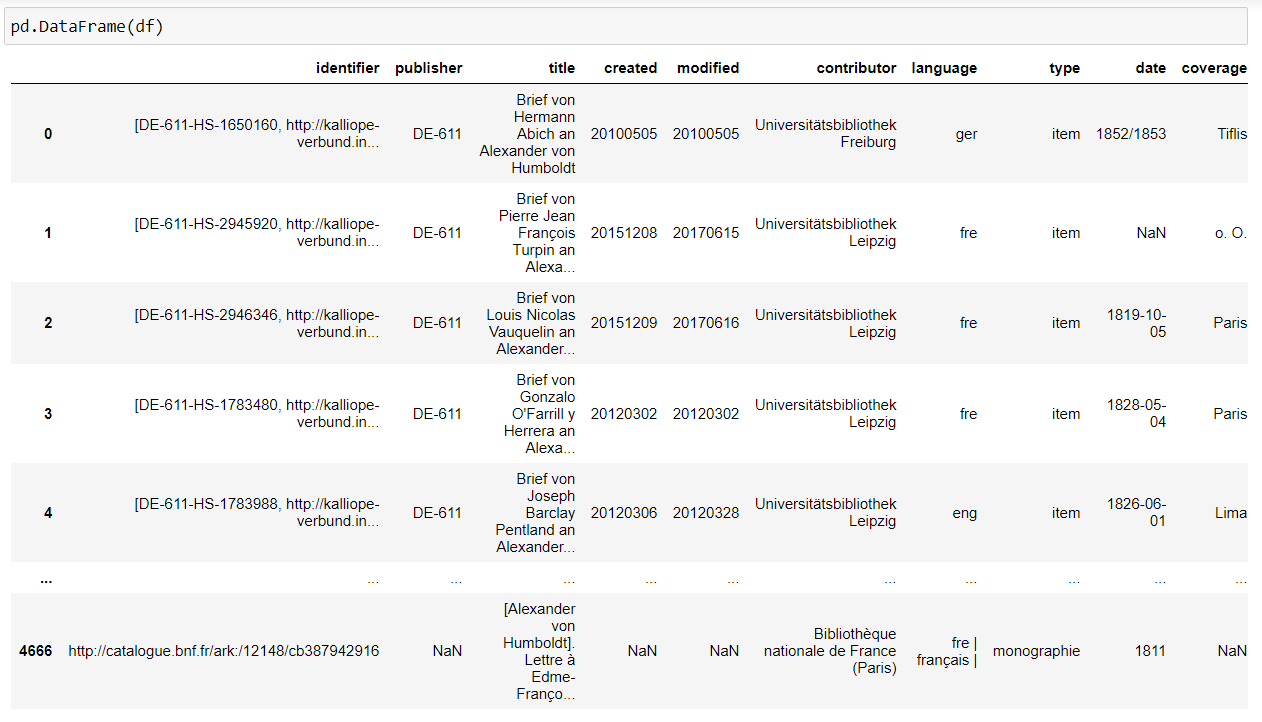 pd.DataFrame(df)
identifier publisher title created modified contributor language type date coverage
0 [DE-611-HS-1650160, http://kalliope-verbund.in... DE-611 Brief von Hermann Abich an Alexander von Humboldt 20100505 20100505 Universitätsbibliothek Freiburg ger item 1852/1853 Tiflis
1 [DE-611-HS-2945920, http://kalliope-verbund.in... DE-611 Brief von Pierre Jean François Turpin an Alexa... 20151208 20170615 Universitätsbibliothek Leipzig fre item NaN o. O.
2 [DE-611-HS-2946346, http://kalliope-verbund.in... DE-611 Brief von Louis Nicolas Vauquelin an Alexander... 20151209 20170616 Universitätsbibliothek Leipzig fre item 1819-10-05 Paris
3 [DE-611-HS-1783480, http://kalliope-verbund.in... DE-611 Brief von Gonzalo O'Farrill y Herrera an Alexa... 20120302 20120302 Universitätsbibliothek Leipzig fre item 1828-05-04 Paris
4 [DE-611-HS-1783988, http://kalliope-verbund.in... DE-611 Brief von Joseph Barclay Pentland an Alexander... 20120306 20120328 Universitätsbibliothek Leipzig eng item 1826-06-01 Lima
... ... ... ... ... ... ... ... ... ... ...
4666 http://catalogue.bnf.fr/ark:/12148/cb387942916 NaN [Alexander von Humboldt]. Lettre à Edme-Franço... NaN NaN Bibliothèque nationale de France (Paris) fre | français | monographie 1811 NaN